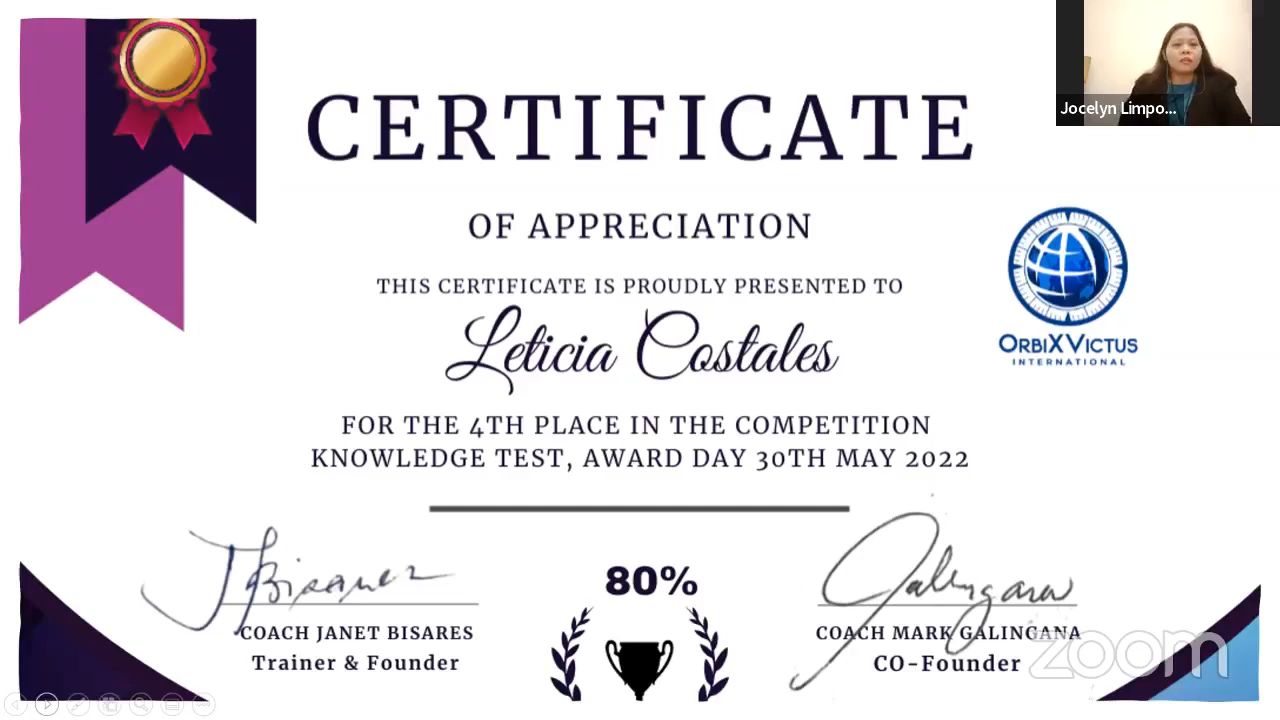 Jocelyn Limpo...
CERTIFICATE
OF APPRECIATION
THIS CERTIFICATE IS PROUDLY PRESENTED TO
Leticia Costales
ORBIXVICTUS
INTERNATIONAL
FOR THE 4TH PLACE IN THE COMPETITION
KNOWLEDGE TEST, AWARD DAY 30TH MAY 2022
JBisares
80%
Galingana
COACH JANET BISARES
Trainer & Founder
COACH MARK GALINGANA
CO-Founder
zoom